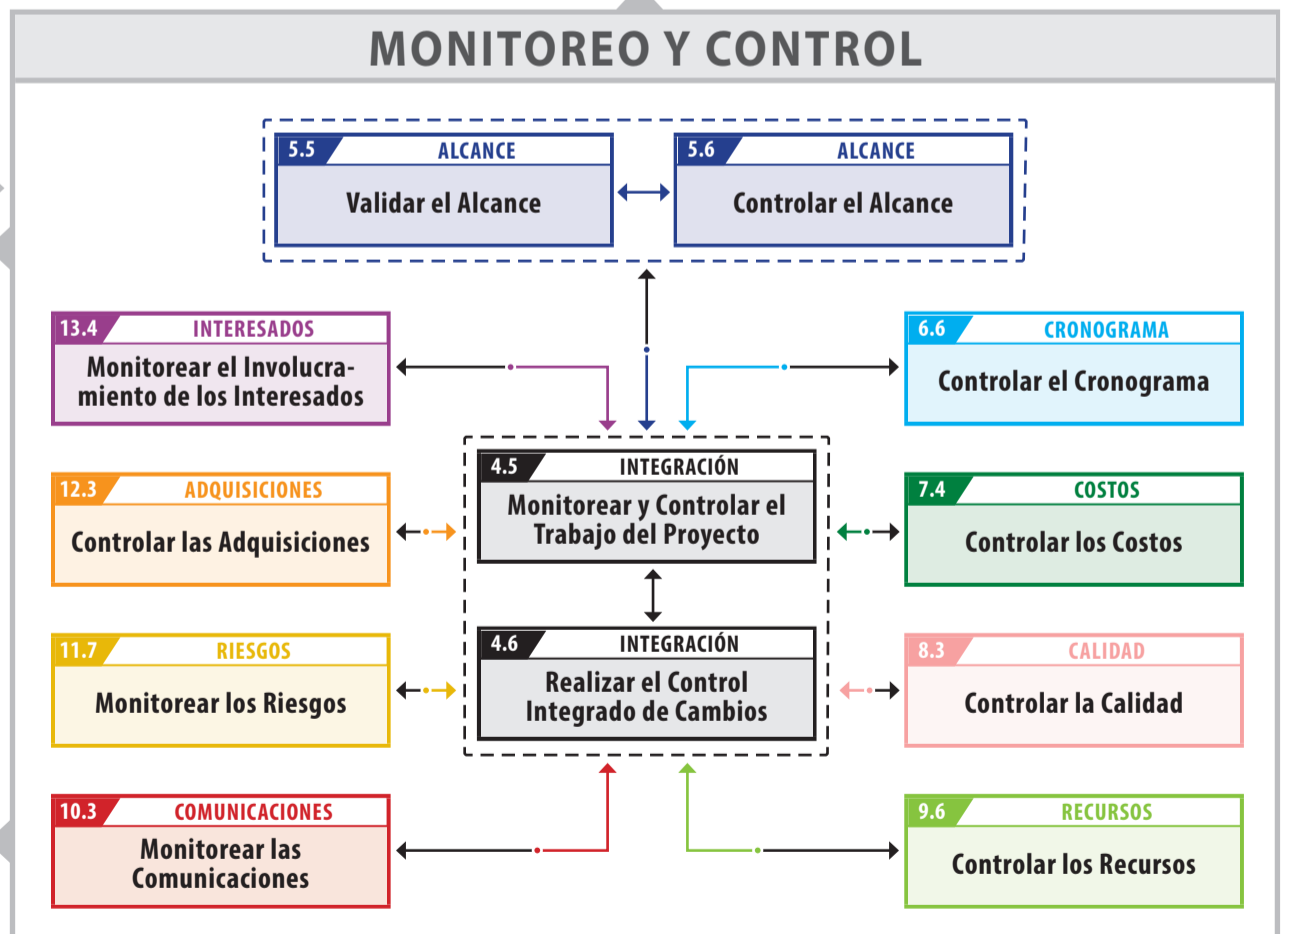 MONITOREO Y CONTROL
5.5 ALCANCE
Validar el Alcance
5.6 ALCANCE
Controlar el Alcance
13.4 INTERESADOS
Monitorear el Involucra-
miento de los Interesados
6.6 CRONOGRAMA
Controlar el Cronograma
4.5 INTEGRACIÓN
Monitorear y Controlar el
Trabajo del Proyecto
12.3 ADQUISICIONES
Controlar las Adquisiciones
7.4 COSTOS
Controlar los Costos
4.6 INTEGRACIÓN
Realizar el Control
Integrado de Cambios
11.7 RIESGOS
Monitorear los Riesgos
8.3 CALIDAD
Controlar la Calidad
10.3 COMUNICACIONES
Monitorear las
Comunicaciones
9.6 RECURSOS
Controlar los Recursos